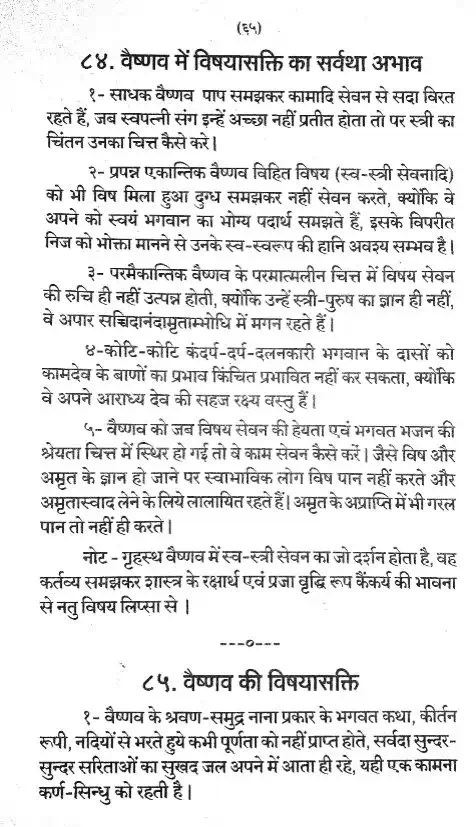 (६५)
८४. वैष्णव में विषयासक्ति का सर्वथा अभाव
१- साधक वैष्णव पाप समझकर कामादि सेवन से सदा विरत
रहते हैं, जब स्वपत्नी संग इन्हें अच्छा नहीं प्रतीत होता तो पर स्त्री का
चिंतन उनका चित्त कैसे करे।
२- प्रपन्न एकान्तिक वैष्णव विहित विषय (स्व-स्त्री सेवनादि)
को भी विष मिला हुआ दुग्ध समझकर नहीं सेवन करते, क्योंकि वे
अपने को स्वयं भगवान का भोग्य पदार्थ समझते हैं, इसके विपरीत
निज को भोक्ता मानने से उनके स्व-स्वरूप की हानि अवश्य सम्भव है।
३- परमैकान्तिक वैष्णव के परमात्मलीन चित्त में विषय सेवन
की रुचि ही नहीं उत्पन्न होती, क्योंकि उन्हें स्त्री-पुरुष का ज्ञान ही नहीं,
वे अपार सच्चिदानंदामृताम्भोधि में मगन रहते हैं।
४-कोटि-कोटि कंदर्प-दर्प-दलनकारी भगवान के दासों को
कामदेव के बाणों का प्रभाव किंचित प्रभावित नहीं कर सकता, क्योंकि
वे अपने आराध्य देव की सहज रक्ष्य वस्तु हैं।
५- वैष्णव को जब विषय सेवन की हेयता एवं भगवत भजन की
श्रेयता चित्त में स्थिर हो गई तो वे काम सेवन कैसे करें। जैसे विष और
अमृत के ज्ञान हो जाने पर स्वाभाविक लोग विष पान नहीं करते और
अमृतास्वाद लेने के लिये लालायित रहते हैं। अमृत के अप्राप्ति में भी गरल
पान तो नहीं ही करते।
नोट - गृहस्थ वैष्णव में स्व-स्त्री सेवन का जो दर्शन होता है, वह
कर्तव्य समझकर शास्त्र के रक्षार्थ एवं प्रजा वृद्धि रूप कैंकर्य की भावना
से नतु विषय लिप्सा से ।
---०---
८५. वैष्णव की विषयासक्ति
१- वैष्णव के श्रवण-समुद्र नाना प्रकार के भगवत कथा, कीर्तन
रूपी, नदियों से भरते हुये कभी पूर्णता को नहीं प्राप्त होते, सर्वदा सुन्दर-
सुन्दर सरिताओं का सुखद जल अपने में आता ही रहे, यही एक कामना
कर्ण-सिन्धु को रहती है।